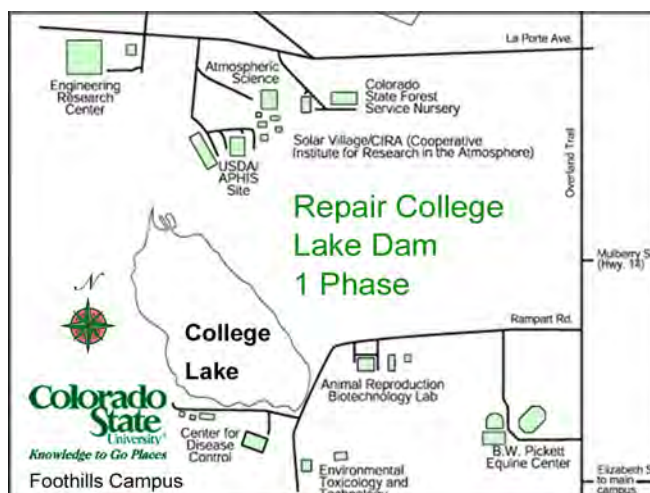 La Porte Ave.
Atmospheric
Science
Engineering
Research
Center
Colorado
State Forest
Service Nursery
Solar Village/CIRA (Cooperative
Institute for Research in the Atmosphere)
USDA/
APHIS
Site
Overland Trail
Repair College
Lake Dam
1 Phase
Mulberry S
(Hwy. 14)
N
Rampart Rd.
College
Lake
Animal Reproduction
Biotechnology Lab
Colorado
State
University
Knowledge to Go Places
Foothills Campus
Center for
Disease
Control
B.W. Pickett
Equine Center
Environmental
Toxicology and
Elizabeth S
to main
campus